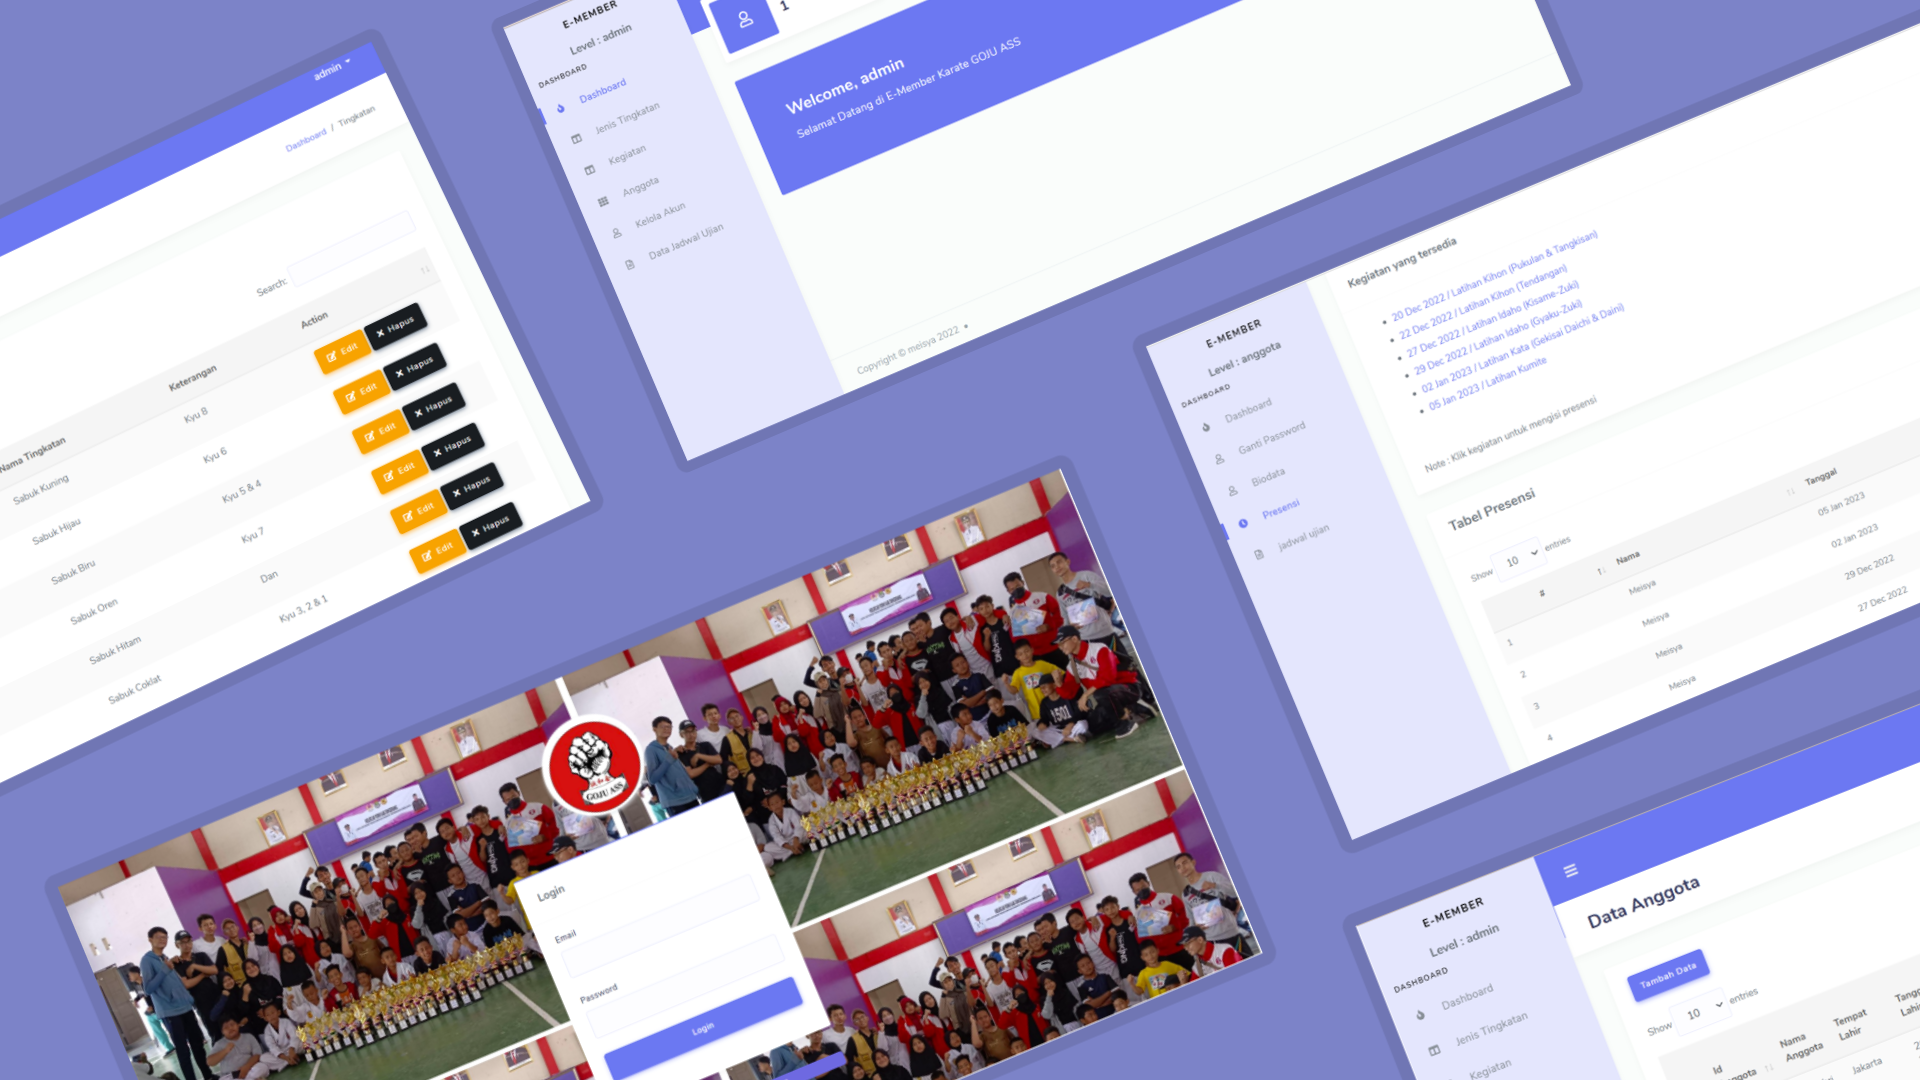 admin
Dashboard / Tingkatan
Search:
Nama Tingkatan
Keterangan
Action
Sabuk Kuning
Kyu 8
Edit
Hapus
Sabuk Hijau
Kyu 6
Edit
Hapus
Sabuk Biru
Kyu 5 & 4
Edit
Hapus
Sabuk Oren
Kyu 7
Edit
Hapus
Sabuk Hitam
Dan
Edit
Hapus
Sabuk Coklat
Kyu 3, 2 & 1
Edit
Hapus
E-MEMBER
Level : admin
DASHBOARD
Dashboard
Jenis Tingkatan
Kegiatan
Anggota
Kelola Akun
Data Jadwal Ujian
1
Welcome, admin
Selamat Datang di E-Member Karate GOJU ASS
Copyright © meisya 2022 •
E-MEMBER
Level : anggota
DASHBOARD
Dashboard
Ganti Password
Biodata
Presensi
jadwal ujian
Kegiatan yang tersedia
20 Dec 2022 / Latihan Kihon (Pukulan & Tangkisan)
22 Dec 2022 / Latihan Kihon (Tendangan)
27 Dec 2022 / Latihan Idaho (Kisame-Zuki)
29 Dec 2022 / Latihan Idaho (Gyaku-Zuki)
02 Jan 2023 / Latihan Kata (Gekisai Daichi & Daini)
05 Jan 2023 / Latihan Kumite
Note : Klik kegiatan untuk mengisi presensi
Tabel Presensi
Show 10 entries
# Nama Tanggal
1 Meisya 05 Jan 2023
2 Meisya 02 Jan 2023
3 Meisya 29 Dec 2022
4 Meisya 27 Dec 2022
GOJU ASS
Login
Email
Password
Login
1501
E-MEMBER
Level : admin
DASHBOARD
Dashboard
Jenis Tingkatan
Kegiatan
Data Anggota
Tambah Data
Show 10 entries
Id
Nama Anggota
Tempat Lahir
Jakarta